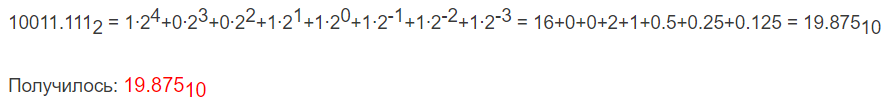 10011.111₂ = 1∙2⁴+0∙2³+0∙2²+1∙2¹+1∙2⁰+1∙2⁻¹+1∙2⁻²+1∙2⁻³ = 16+0+0+2+1+0.5+0.25+0.125 = 19.875₁₀
Получилось: 19.875₁₀